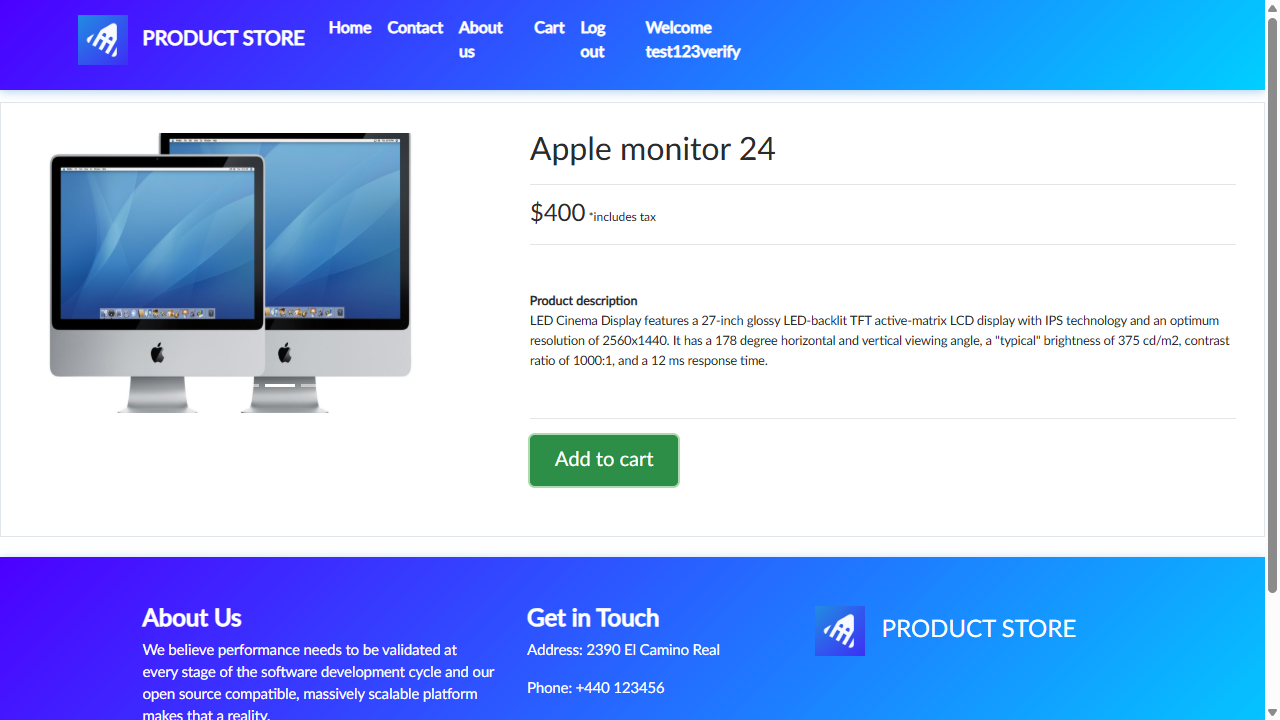 PRODUCT STORE
Home
Contact
About us
Cart
Log out
Welcome test123verify
Apple monitor 24
$400 *includes tax
Product description
LED Cinema Display features a 27-inch glossy LED-backlit TFT active-matrix LCD display with IPS technology and an optimum
resolution of 2560x1440. It has a 178 degree horizontal and vertical viewing angle, a "typical" brightness of 375 cd/m2, contrast
ratio of 1000:1, and a 12 ms response time.
Add to cart
About Us
We believe performance needs to be validated at
every stage of the software development cycle and our
open source compatible, massively scalable platform
makes that a reality.
Get in Touch
Address: 2390 El Camino Real
Phone: +440 123456
PRODUCT STORE